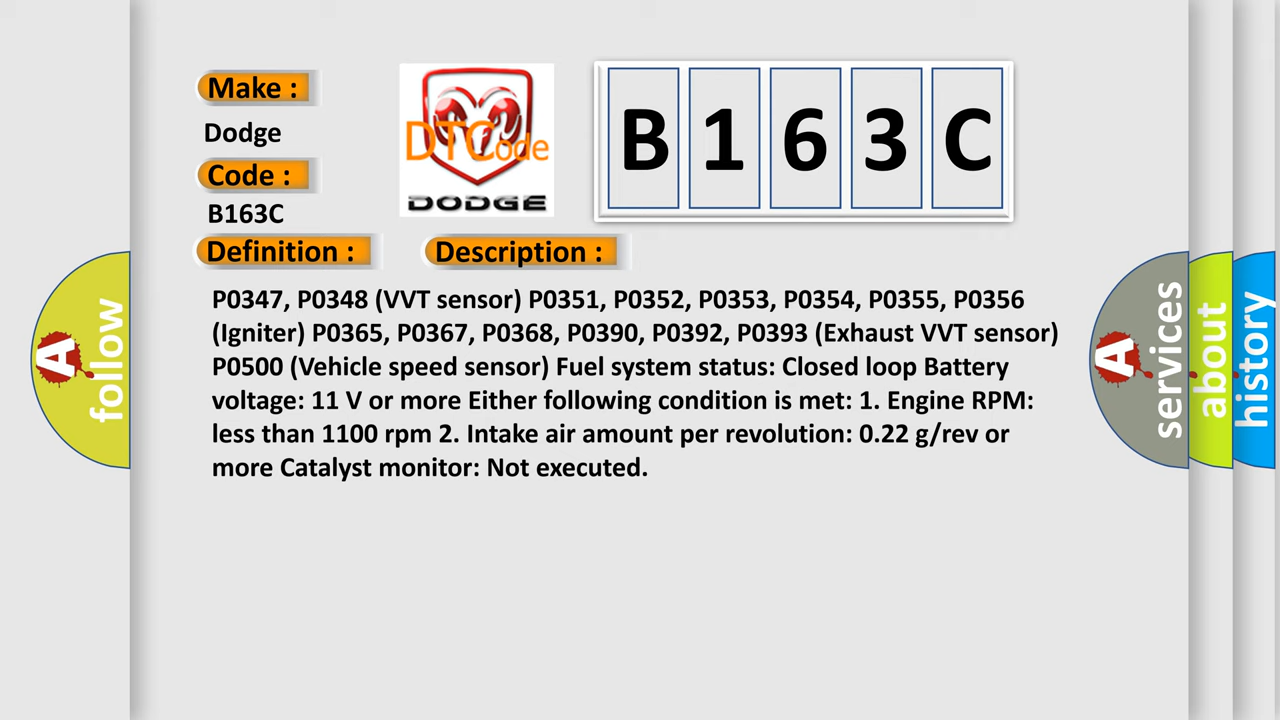 Make :
Dodge
Code :
B163C
DTCode
DODGE
B 1 6 3 C
Definition :
Description :
P0347, P0348 (VVT sensor) P0351, P0352, P0353, P0354, P0355, P0356
(Igniter) P0365, P0367, P0368, P0390, P0392, P0393 (Exhaust VVT sensor)
P0500 (Vehicle speed sensor) Fuel system status: Closed loop Battery
voltage: 11 V or more Either following condition is met: 1. Engine RPM:
less than 1100 rpm 2. Intake air amount per revolution: 0.22 g/rev or
more Catalyst monitor: Not executed.
A
follow
A
services
about
history